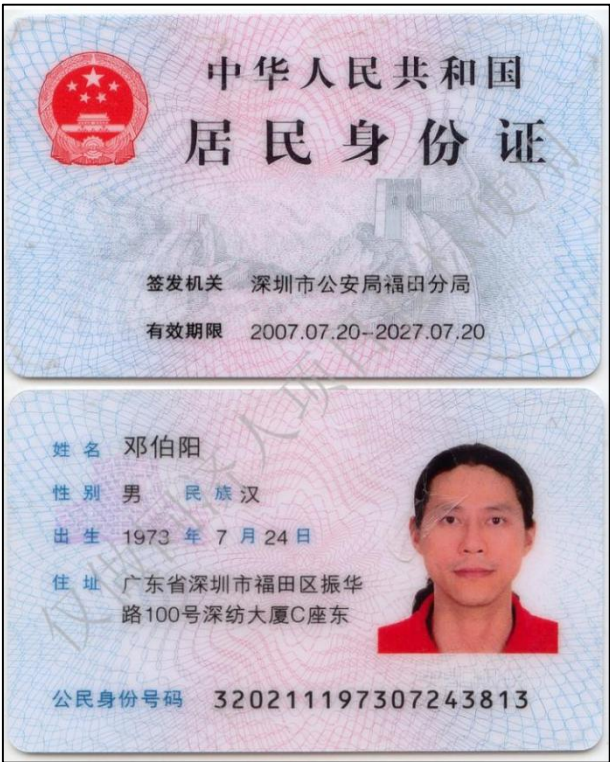 中华人民共和国
居民身份证
签发机关 深圳市公安局福田分局
有效期限 2007.07.20-2027.07.20
姓名 邓伯阳
性别 男 民族 汉
出生 1973 年 7 月 24 日
住址 广东省深圳市福田区振华
路100号深纺大厦C座东
公民身份号码 320211197307243813